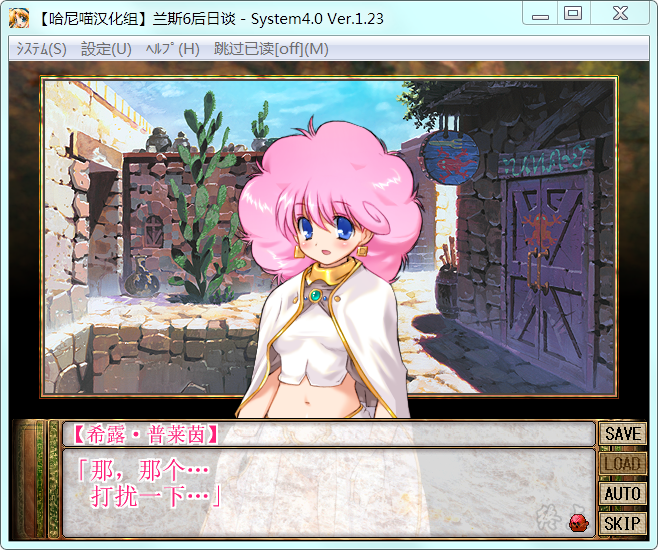 【哈尼喵汉化组】兰斯6后日谈 - System4.0 Ver.1.23
ｼｽﾃﾑ(S) 設定(U) ﾍﾙﾌﾟ(H) 跳过已读[off](M)
【希露·普莱茵】
「那，那个…
打扰一下…」
SAVE
LOAD
AUTO
SKIP